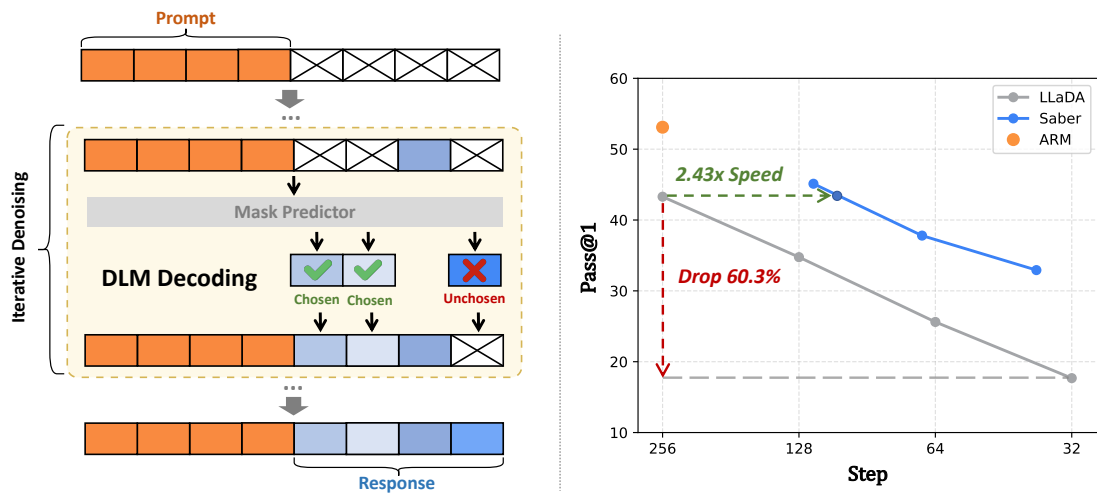 Prompt
...
Iterative Denoising
Mask Predictor
DLM Decoding
Chosen
Chosen
Unchosen
...
Response
60
50
40
30
20
10
Pass@1
256
128
64
32
Step
LLaDA
Saber
ARM
2.43x Speed
Drop 60.3%